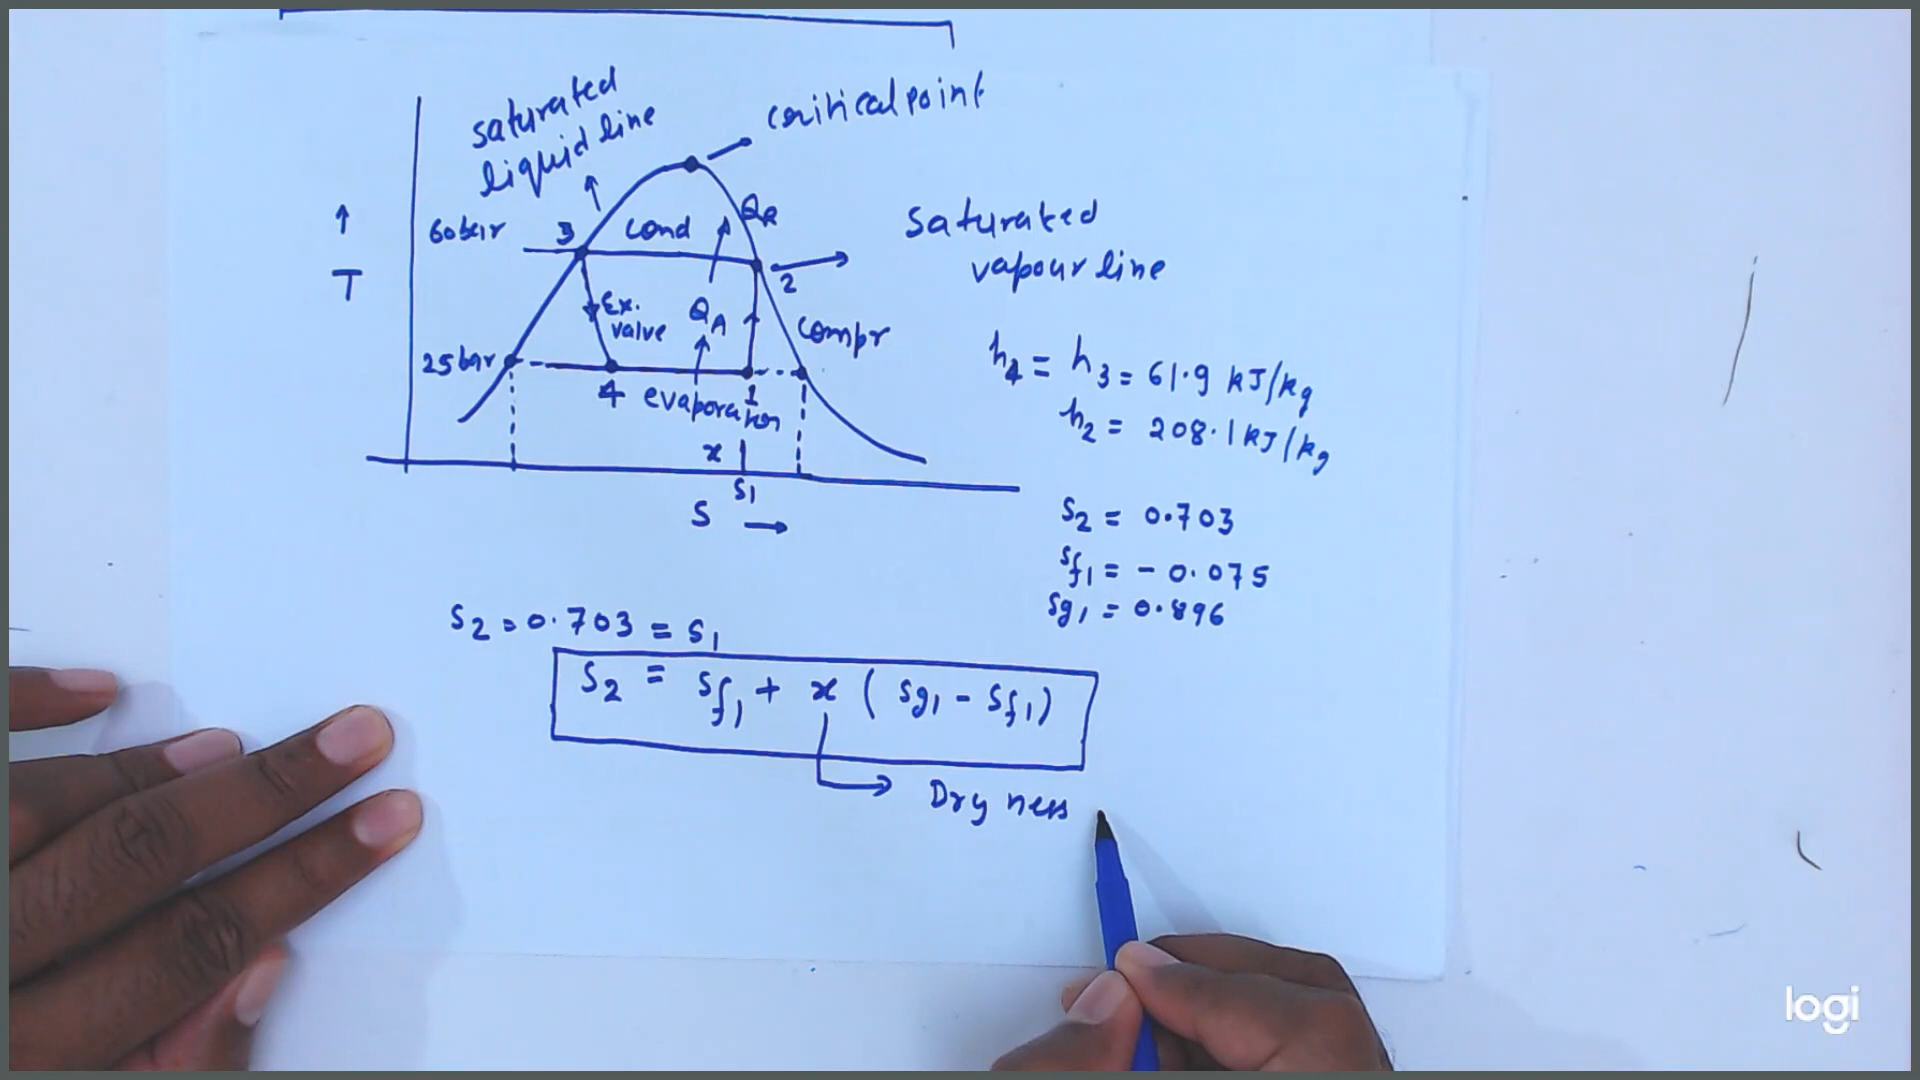 saturated
liquid line
critical point
60 bar
3
cond
QR
2
saturated
vapour line
↑
T
Ex.
valve
QA
compr
25 bar
4
evaporator
1
x
S1
S →
h4 = h3 = 61.9 kJ/kg
h2 = 208.1 kJ/kg
S2 = 0.703
Sf1 = - 0.075
Sg1 = 0.896
S2 = 0.703 = S1
S2 = Sf1 + x ( Sg1 - Sf1 )
Dry ness
logi